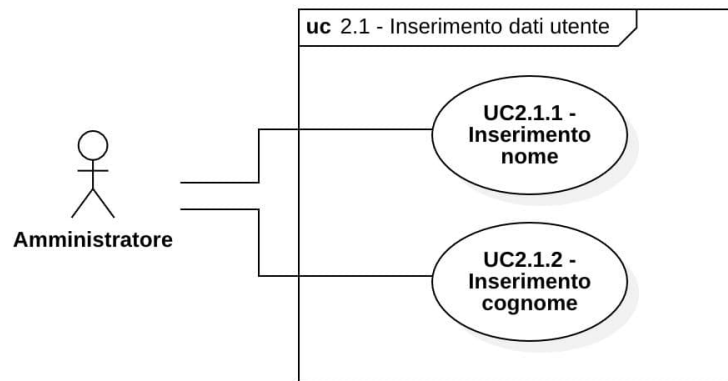 uc 2.1 - Inserimento dati utente
UC2.1.1 -
Inserimento
nome
Amministratore
UC2.1.2 -
Inserimento
cognome